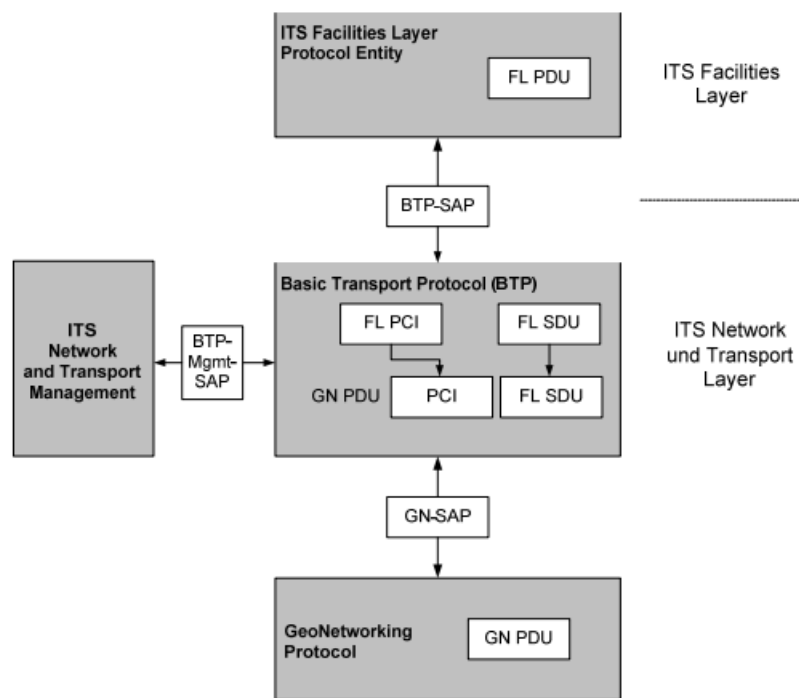 ITS Facilities Layer
Protocol Entity
FL PDU
ITS Facilities
Layer
BTP-SAP
Basic Transport Protocol (BTP)
FL PCI
FL SDU
GN PDU
PCI
FL SDU
ITS
Network
and Transport
Management
BTP-
Mgmt-
SAP
ITS Network
und Transport
Layer
GN-SAP
GeoNetworking
Protocol
GN PDU